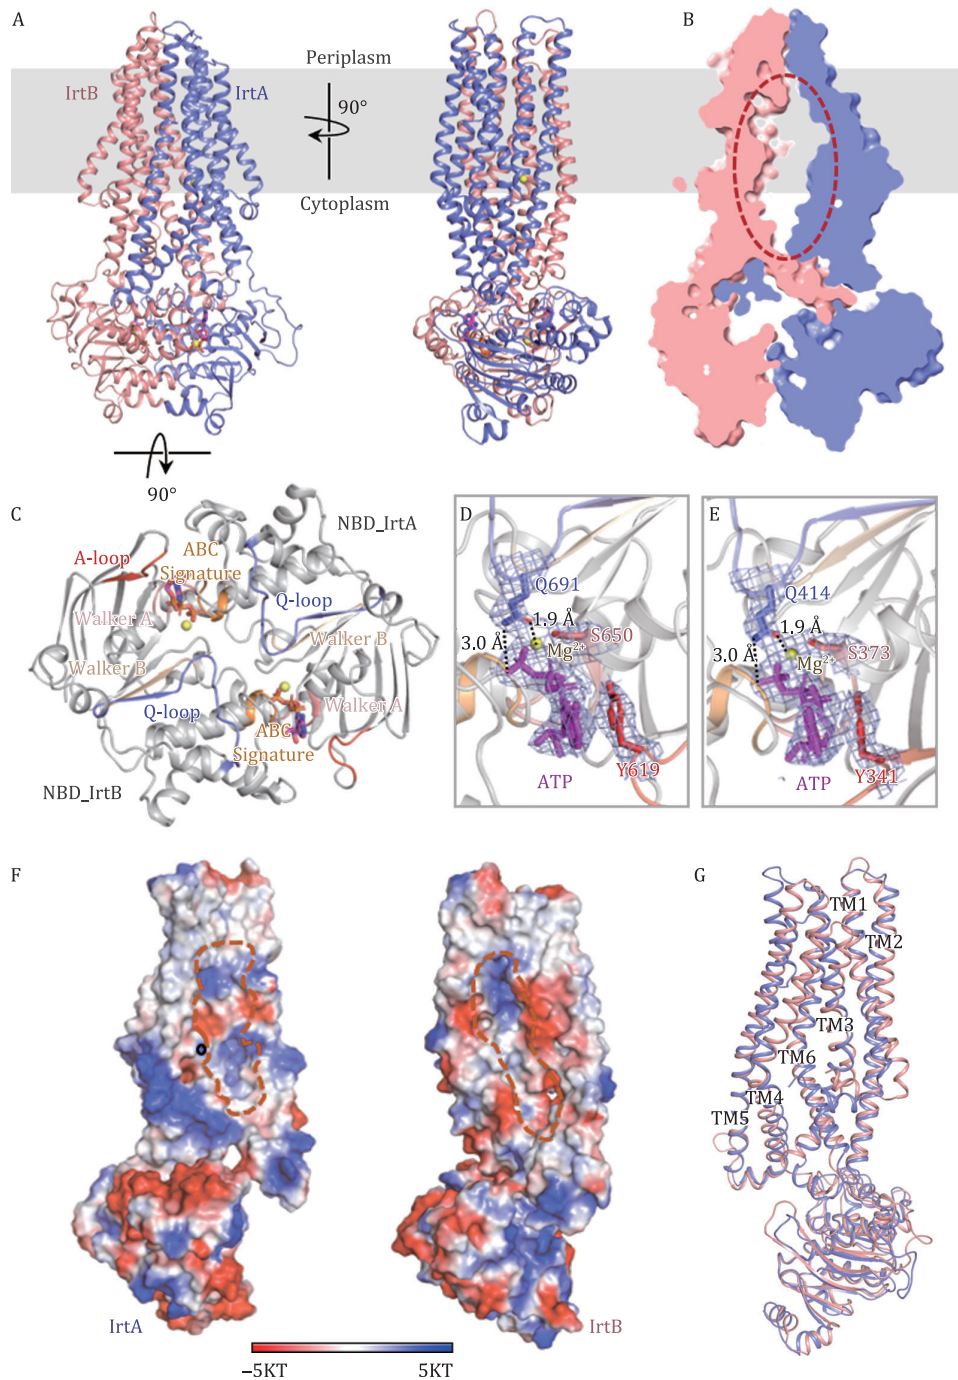 A
Periplasm
IrtB
IrtA
90°
Cytoplasm
90°
B
C
NBD_IrtA
A-loop
ABC
Signature
Q-loop
Walker A
Walker B
Walker B
Q-loop
Walker A
ABC
Signature
NBD_IrtB
D
Q691
1.9 Å
S650
3.0 Å
Mg²⁺
Y619
ATP
E
Q414
1.9 Å
S373
3.0 Å
Mg²⁺
Y341
ATP
F
IrtA
IrtB
−5KT
5KT
G
TM1
TM2
TM3
TM6
TM4
TM5